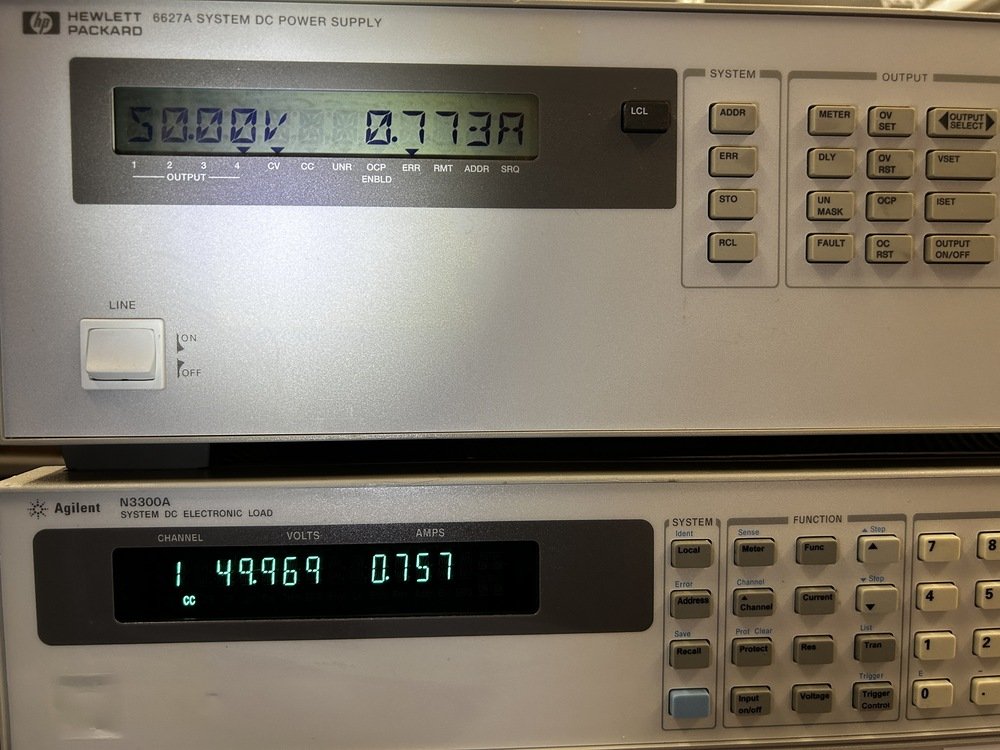 hp HEWLETT PACKARD
6627A SYSTEM DC POWER SUPPLY
50.00V 0.773A
1 2 3 4 CV CC UNR OCP ENBLD ERR RMT ADDR SRQ
OUTPUT
LCL
SYSTEM
ADDR
ERR
STO
RCL
OUTPUT
METER OV SET OUTPUT SELECT
DLY OV RST VSET
UN MASK OCP ISET
FAULT OC RST OUTPUT ON/OFF
LINE
ON
OFF
Agilent
N3300A
SYSTEM DC ELECTRONIC LOAD
CHANNEL VOLTS AMPS
1 49.969 0.757
CC
SYSTEM
Ident
Local
Error
Address
Save
Recall
FUNCTION
Sense Step
Meter Func
Channel Step
Channel Current
Prot Clear List
Protect Res Tran
Trigger
Input on/off Voltage Trigger Control
7 8
4 5
1 2
E -
0 .